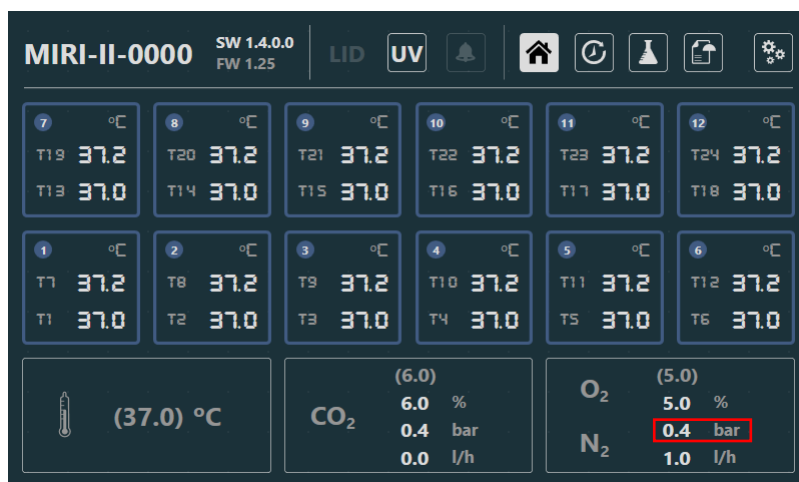 MIRI-II-0000 SW 1.4.0.0 LID UV
FW 1.25
7 °C 8 °C 9 °C 10 °C 11 °C 12 °C
T19 37.2 T20 37.2 T21 37.2 T22 37.2 T23 37.2 T24 37.2
T13 37.0 T14 37.0 T15 37.0 T16 37.0 T17 37.0 T18 37.0
1 °C 2 °C 3 °C 4 °C 5 °C 6 °C
T7 37.2 T8 37.2 T9 37.2 T10 37.2 T11 37.2 T12 37.2
T1 37.0 T2 37.0 T3 37.0 T4 37.0 T5 37.0 T6 37.0
(37.0) °C
CO₂
(6.0)
6.0 %
0.4 bar
0.0 l/h
O₂
N₂
(5.0)
5.0 %
0.4 bar
1.0 l/h